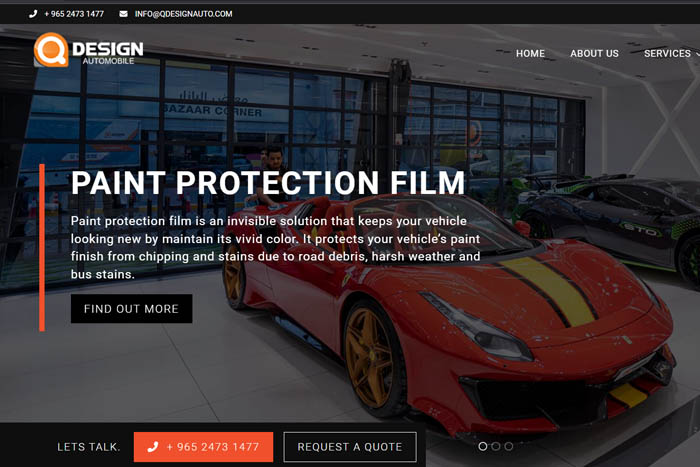 + 965 2473 1477 INFO@QDESIGNAUTO.COM
Q DESIGN
AUTOMOBILE
HOME ABOUT US SERVICES
BAZAAR CORNER
PAINT PROTECTION FILM
Paint protection film is an invisible solution that keeps your vehicle
looking new by maintain its vivid color. It protects your vehicle's paint
finish from chipping and stains due to road debris, harsh weather and
bus stains.
STO
FIND OUT MORE
LETS TALK. + 965 2473 1477 REQUEST A QUOTE